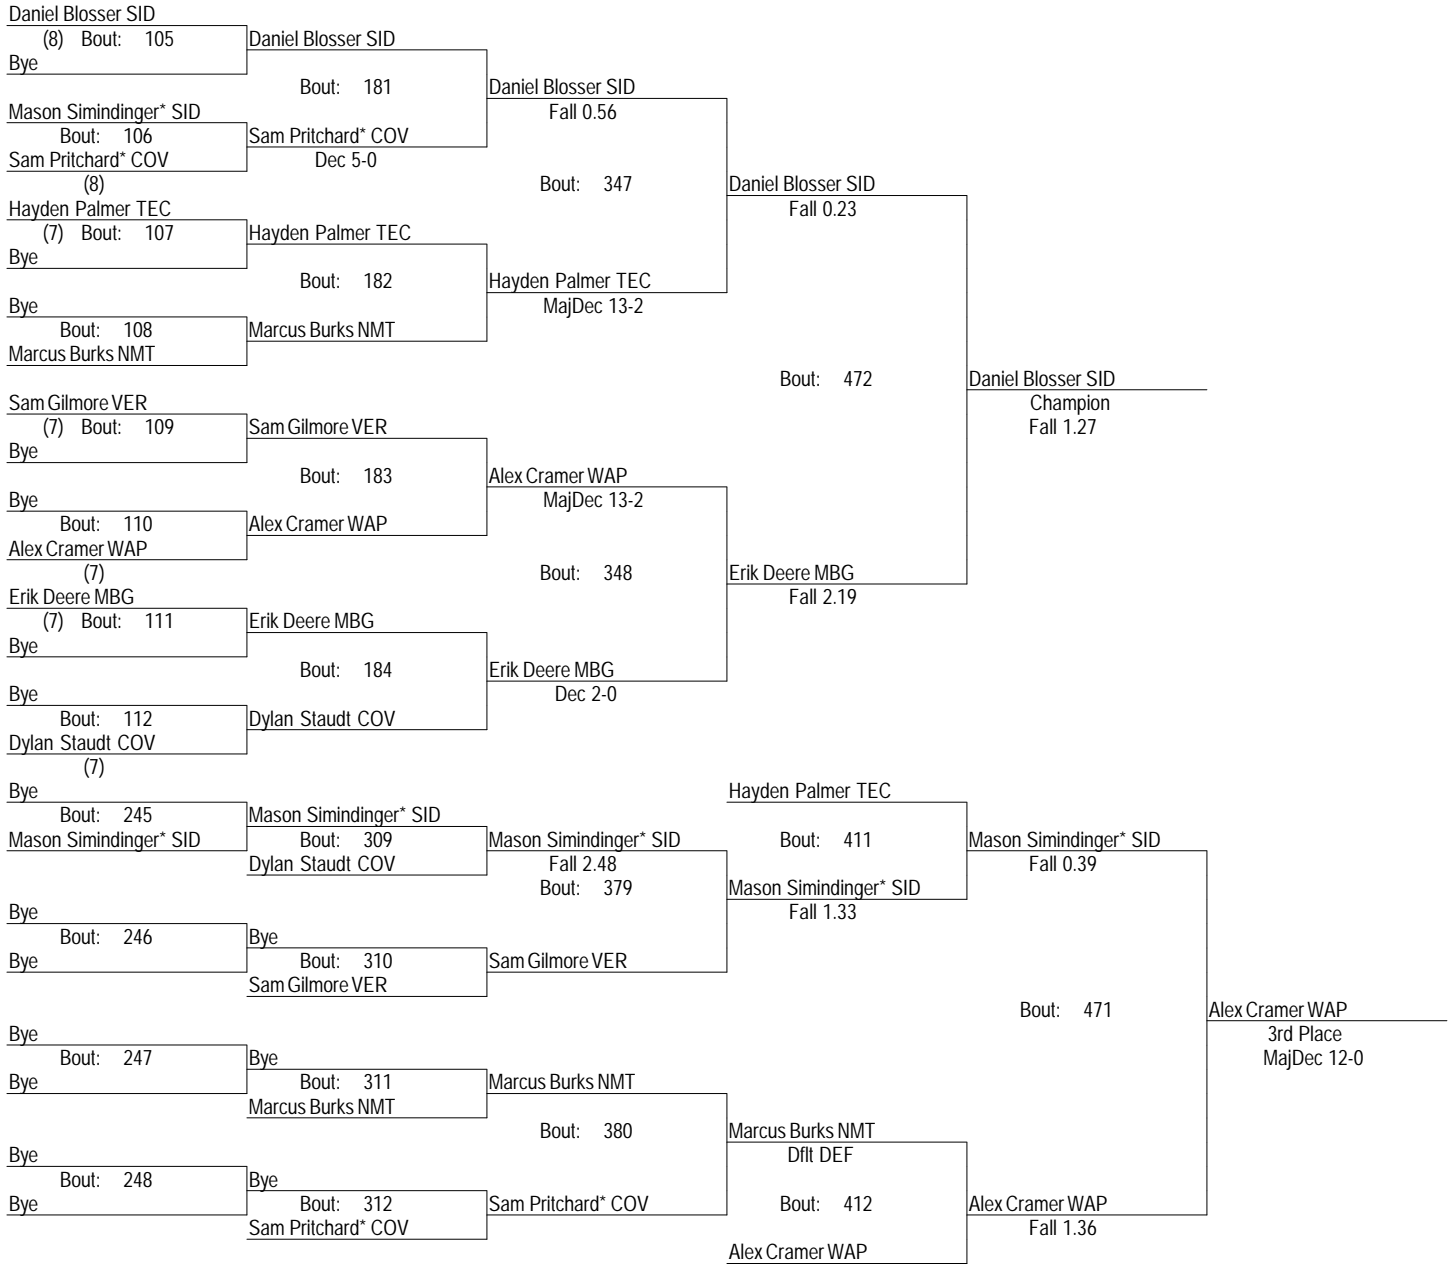 Daniel Blosser SID
(8) Bout: 105
Daniel Blosser SID
Bye
Bout: 181
Daniel Blosser SID
Fall 0.56
Mason Simindinger* SID
Bout: 106
Sam Pritchard* COV
Dec 5-0
Sam Pritchard* COV
(8)
Bout: 347
Daniel Blosser SID
Fall 0.23
Hayden Palmer TEC
(7) Bout: 107
Hayden Palmer TEC
Bye
Bout: 182
Hayden Palmer TEC
MajDec 13-2
Bye
Bout: 108
Marcus Burks NMT
Marcus Burks NMT
Bout: 472
Daniel Blosser SID
Champion
Fall 1.27
Sam Gilmore VER
(7) Bout: 109
Sam Gilmore VER
Bye
Bout: 183
Alex Cramer WAP
MajDec 13-2
Bye
Bout: 110
Alex Cramer WAP
Alex Cramer WAP
(7)
Bout: 348
Erik Deere MBG
Fall 2.19
Erik Deere MBG
(7) Bout: 111
Erik Deere MBG
Bye
Bout: 184
Erik Deere MBG
Dec 2-0
Bye
Bout: 112
Dylan Staudt COV
Dylan Staudt COV
(7)
Bye
Bout: 245
Mason Simindinger* SID
Mason Simindinger* SID
Bout: 309
Dylan Staudt COV
Mason Simindinger* SID
Fall 2.48
Bout: 379
Hayden Palmer TEC
Bout: 411
Mason Simindinger* SID
Fall 0.39
Mason Simindinger* SID
Fall 1.33
Bye
Bout: 246
Bye
Bye
Bout: 310
Sam Gilmore VER
Sam Gilmore VER
Bout: 471
Alex Cramer WAP
3rd Place
MajDec 12-0
Bye
Bout: 247
Bye
Bye
Bout: 311
Marcus Burks NMT
Marcus Burks NMT
Bout: 380
Marcus Burks NMT
Dflt DEF
Bye
Bout: 248
Bye
Bye
Bout: 312
Sam Pritchard* COV
Sam Pritchard* COV
Bout: 412
Alex Cramer WAP
Fall 1.36
Alex Cramer WAP